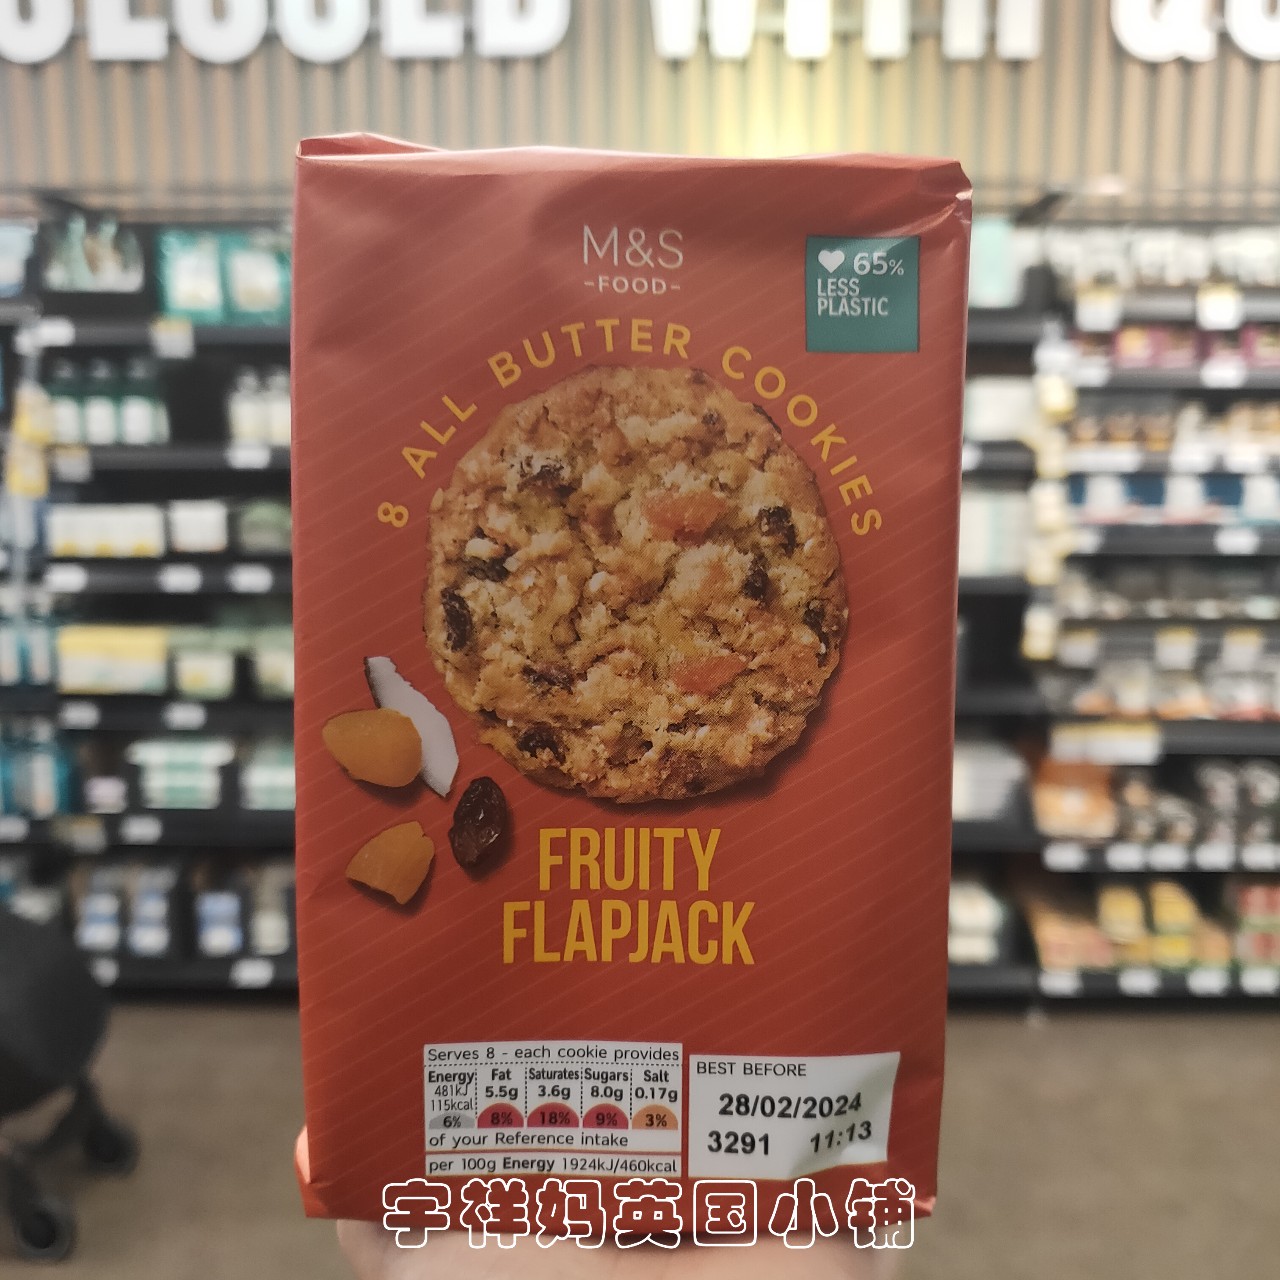 WITH
M&S
-FOOD-
65%
LESS
PLASTIC
8 ALL BUTTER COOKIES
FRUITY
FLAPJACK
Serves 8 - each cookie provides
Energy Fat Saturates Sugars Salt
481kJ 5.5g 3.6g 8.0g 0.17g
115kcal
6% 8% 18% 9% 3%
of your Reference intake
per 100g Energy 1924kJ/460kcal
BEST BEFORE
28/02/2024
3291 11:13
宇祥妈英国小铺